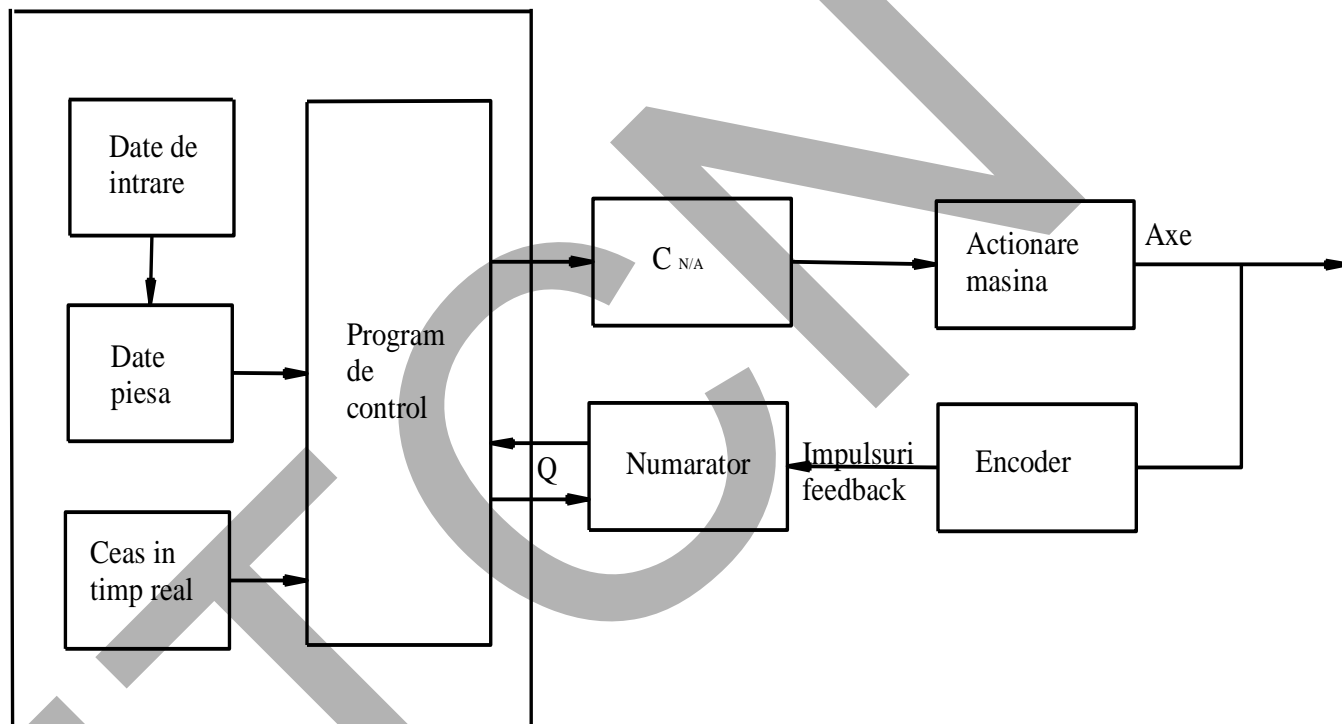 Date de
intrare
Date
piesa
Ceas in
timp real
Program
de
control
C N/A
Actionare
masina
Axe
Q
Numarator
Impulsuri
feedback
Encoder